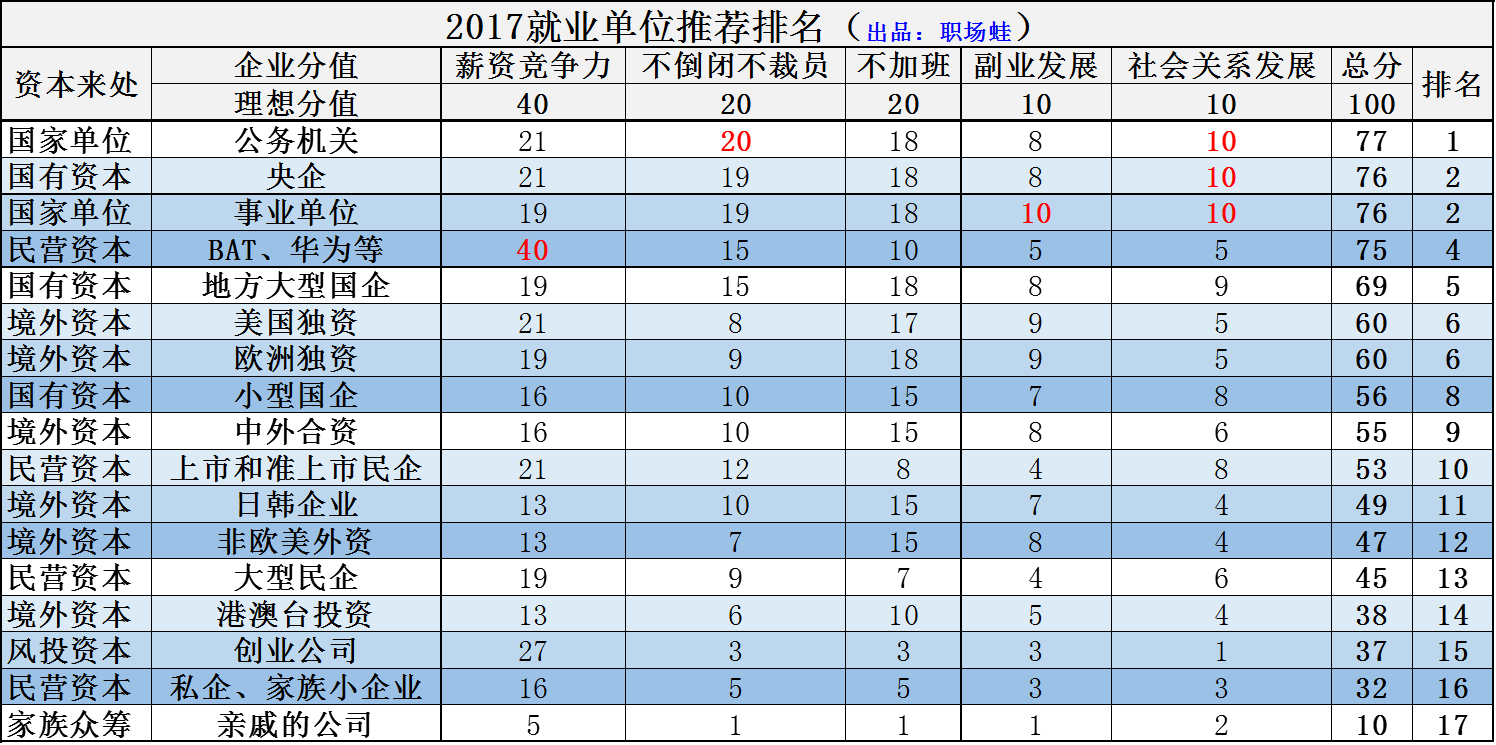 2017就业单位推荐排名（出品：职场蛙）
资本来处 企业分值 薪资竞争力 不倒闭不裁员 不加班 副业发展 社会关系发展 总分 排名
理想分值 40 20 20 10 10 100
国家单位 公务机关 21 20 18 8 10 77 1
国有资本 央企 21 19 18 8 10 76 2
国家单位 事业单位 19 19 18 10 10 76 2
民营资本 BAT、华为等 40 15 10 5 5 75 4
国有资本 地方大型国企 19 15 18 8 9 69 5
境外资本 美国独资 21 8 17 9 5 60 6
境外资本 欧洲独资 19 9 18 9 5 60 6
国有资本 小型国企 16 10 15 7 8 56 8
境外资本 中外合资 16 10 15 8 6 55 9
民营资本 上市和准上市民企 21 12 8 4 8 53 10
境外资本 日韩企业 13 10 15 7 4 49 11
境外资本 非欧美外资 13 7 15 8 4 47 12
民营资本 大型民企 19 9 7 4 6 45 13
境外资本 港澳台投资 13 6 10 5 4 38 14
风投资本 创业公司 27 3 3 3 1 37 15
民营资本 私企、家族小企业 16 5 5 3 3 32 16
家族众筹 亲戚的公司 5 1 1 1 2 10 17